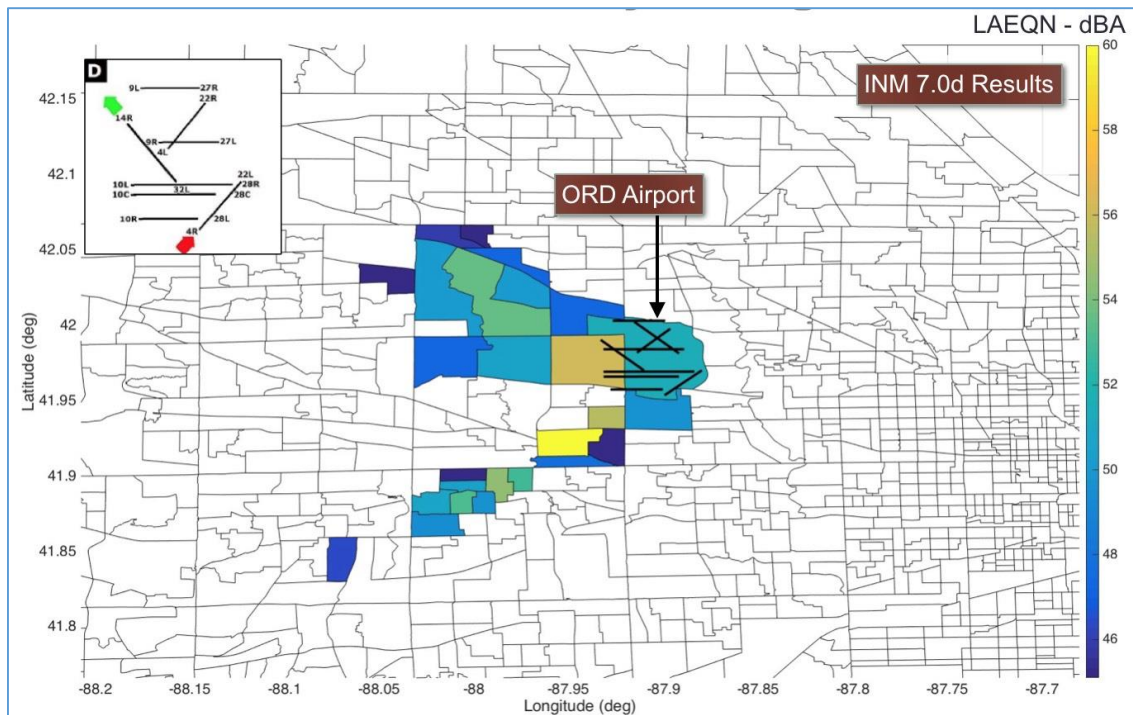 LAEQN - dBA
INM 7.0d Results
ORD Airport
D
9L 27R
22R
14R
9R 27L
4L
22L
10L 28R
32L
10C 28C
10R 28L
4R
42.15
42.1
42.05
42
41.95
41.9
41.85
41.8
Latitude (deg)
-88.2 -88.15 -88.1 -88.05 -88 -87.95 -87.9 -87.85 -87.8 -87.75 -87.7
Longitude (deg)
60
58
56
54
52
50
48
46